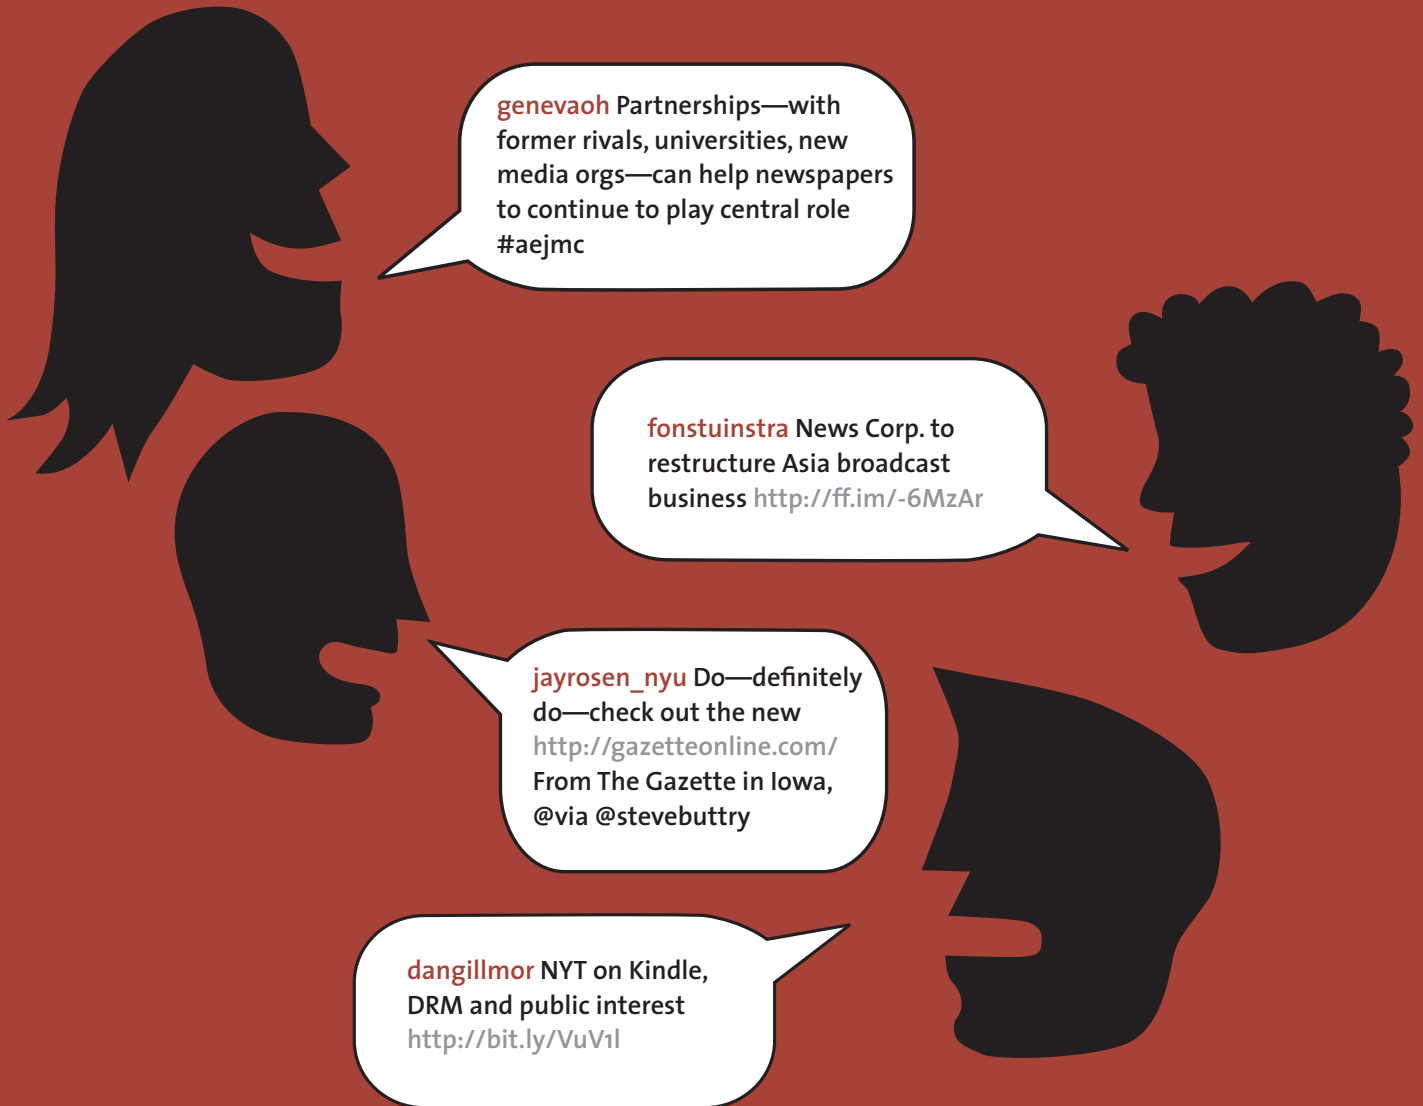 genevaoh Partnerships—with
former rivals, universities, new
media orgs—can help newspapers
to continue to play central role
#aejmc
fonstuinstra News Corp. to
restructure Asia broadcast
business http://ff.im/-6MzAr
jayrosen_nyu Do—definitely
do—check out the new
http://gazetteonline.com/
From The Gazette in Iowa,
@via @stevebuttry
dangillmor NYT on Kindle,
DRM and public interest
http://bit.ly/VuV1l